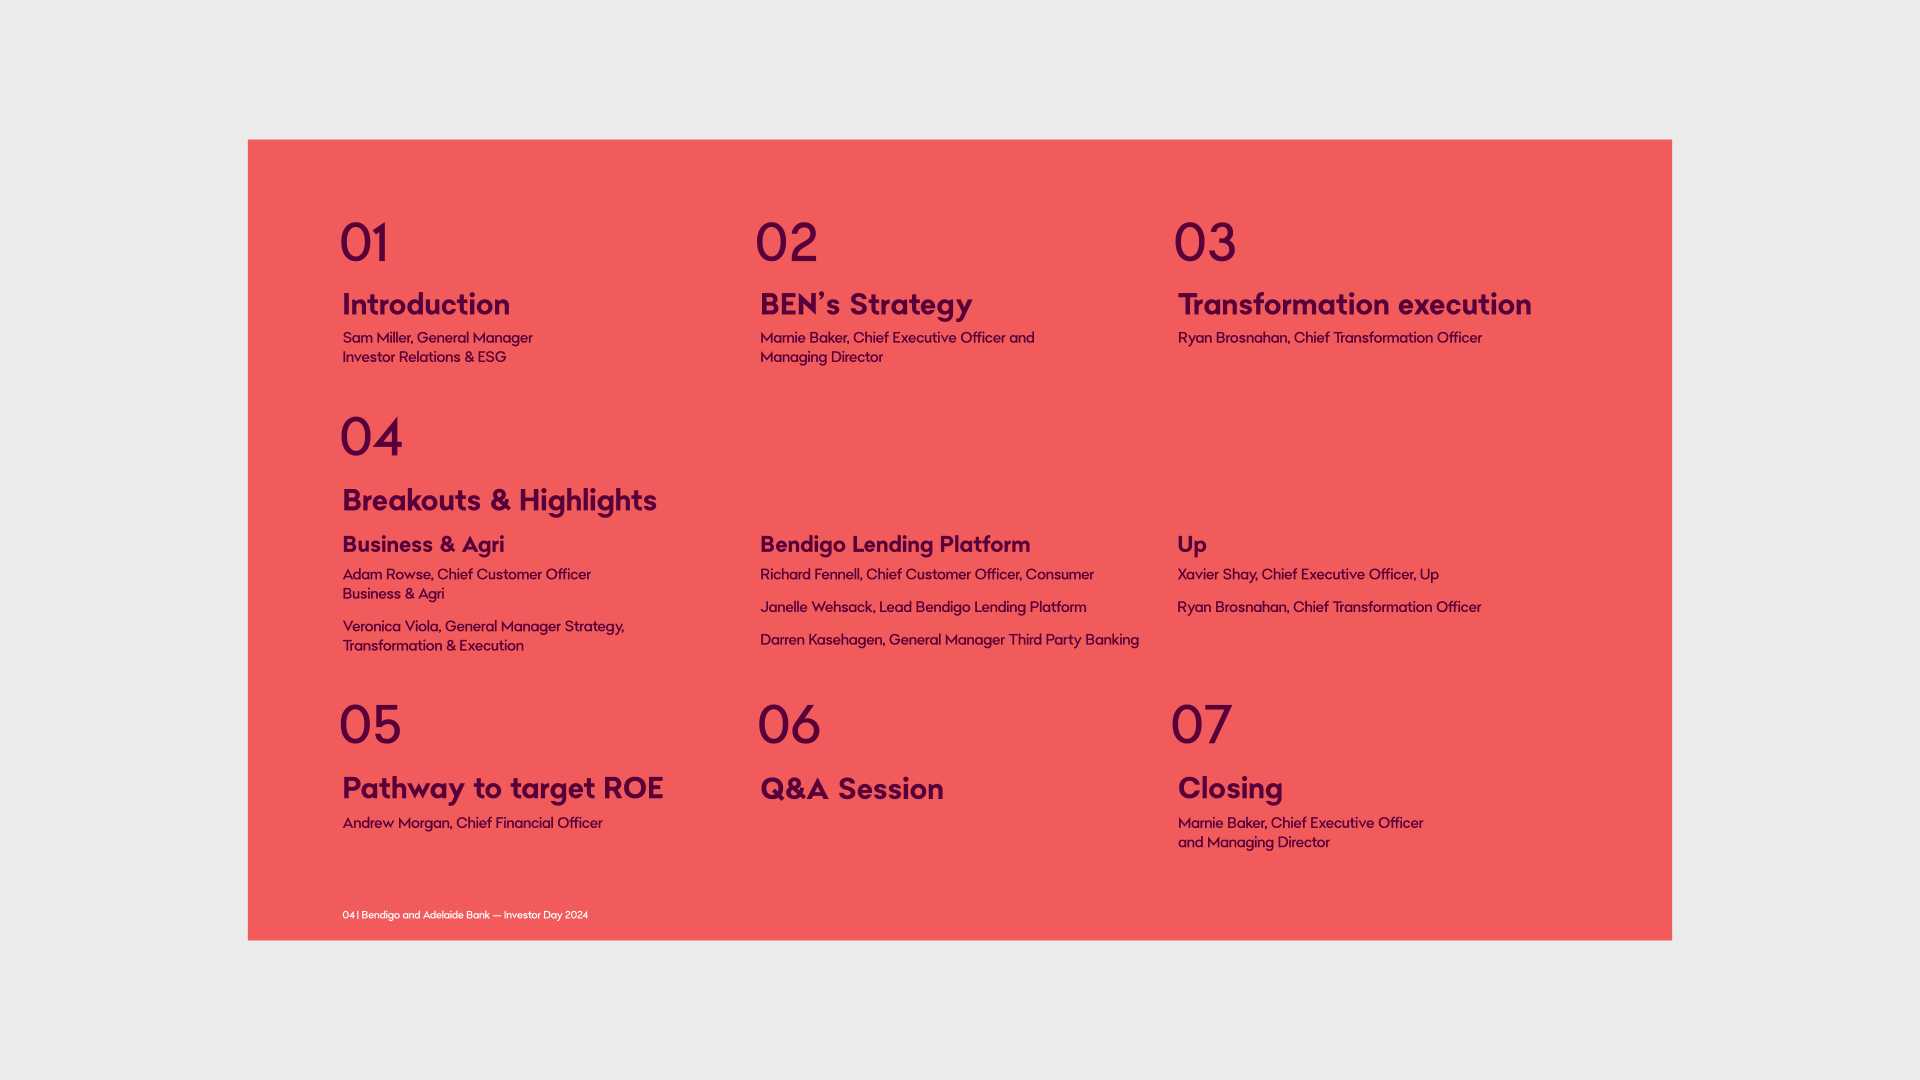 01
Introduction
Sam Miller, General Manager
Investor Relations & ESG
02
BEN’s Strategy
Marnie Baker, Chief Executive Officer and
Managing Director
03
Transformation execution
Ryan Brosnahan, Chief Transformation Officer
04
Breakouts & Highlights
Business & Agri
Adam Rowse, Chief Customer Officer
Business & Agri
Veronica Viola, General Manager Strategy,
Transformation & Execution
Bendigo Lending Platform
Richard Fennell, Chief Customer Officer, Consumer
Janelle Wehsack, Lead Bendigo Lending Platform
Darren Kasehagen, General Manager Third Party Banking
Up
Xavier Shay, Chief Executive Officer, Up
Ryan Brosnahan, Chief Transformation Officer
05
Pathway to target ROE
Andrew Morgan, Chief Financial Officer
06
Q&A Session
07
Closing
Marnie Baker, Chief Executive Officer
and Managing Director
04 | Bendigo and Adelaide Bank — Investor Day 2024